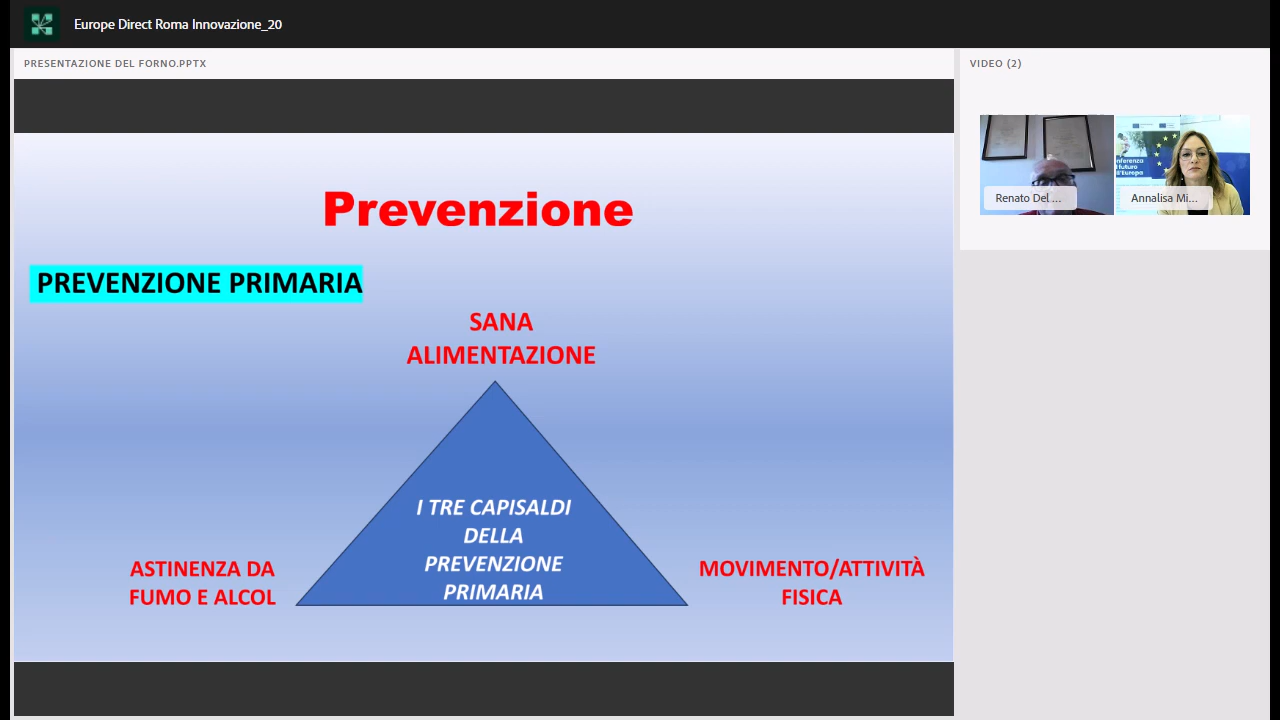 Europe Direct Roma Innovazione_20
PRESENTAZIONE DEL FORNO.PPTX
VIDEO (2)
Prevenzione
PREVENZIONE PRIMARIA
SANA
ALIMENTAZIONE
I TRE CAPISALDI
DELLA
PREVENZIONE
PRIMARIA
ASTINENZA DA
FUMO E ALCOL
MOVIMENTO/ATTIVITÀ
FISICA
Renato Del ...
Annalisa Mi...
futuro